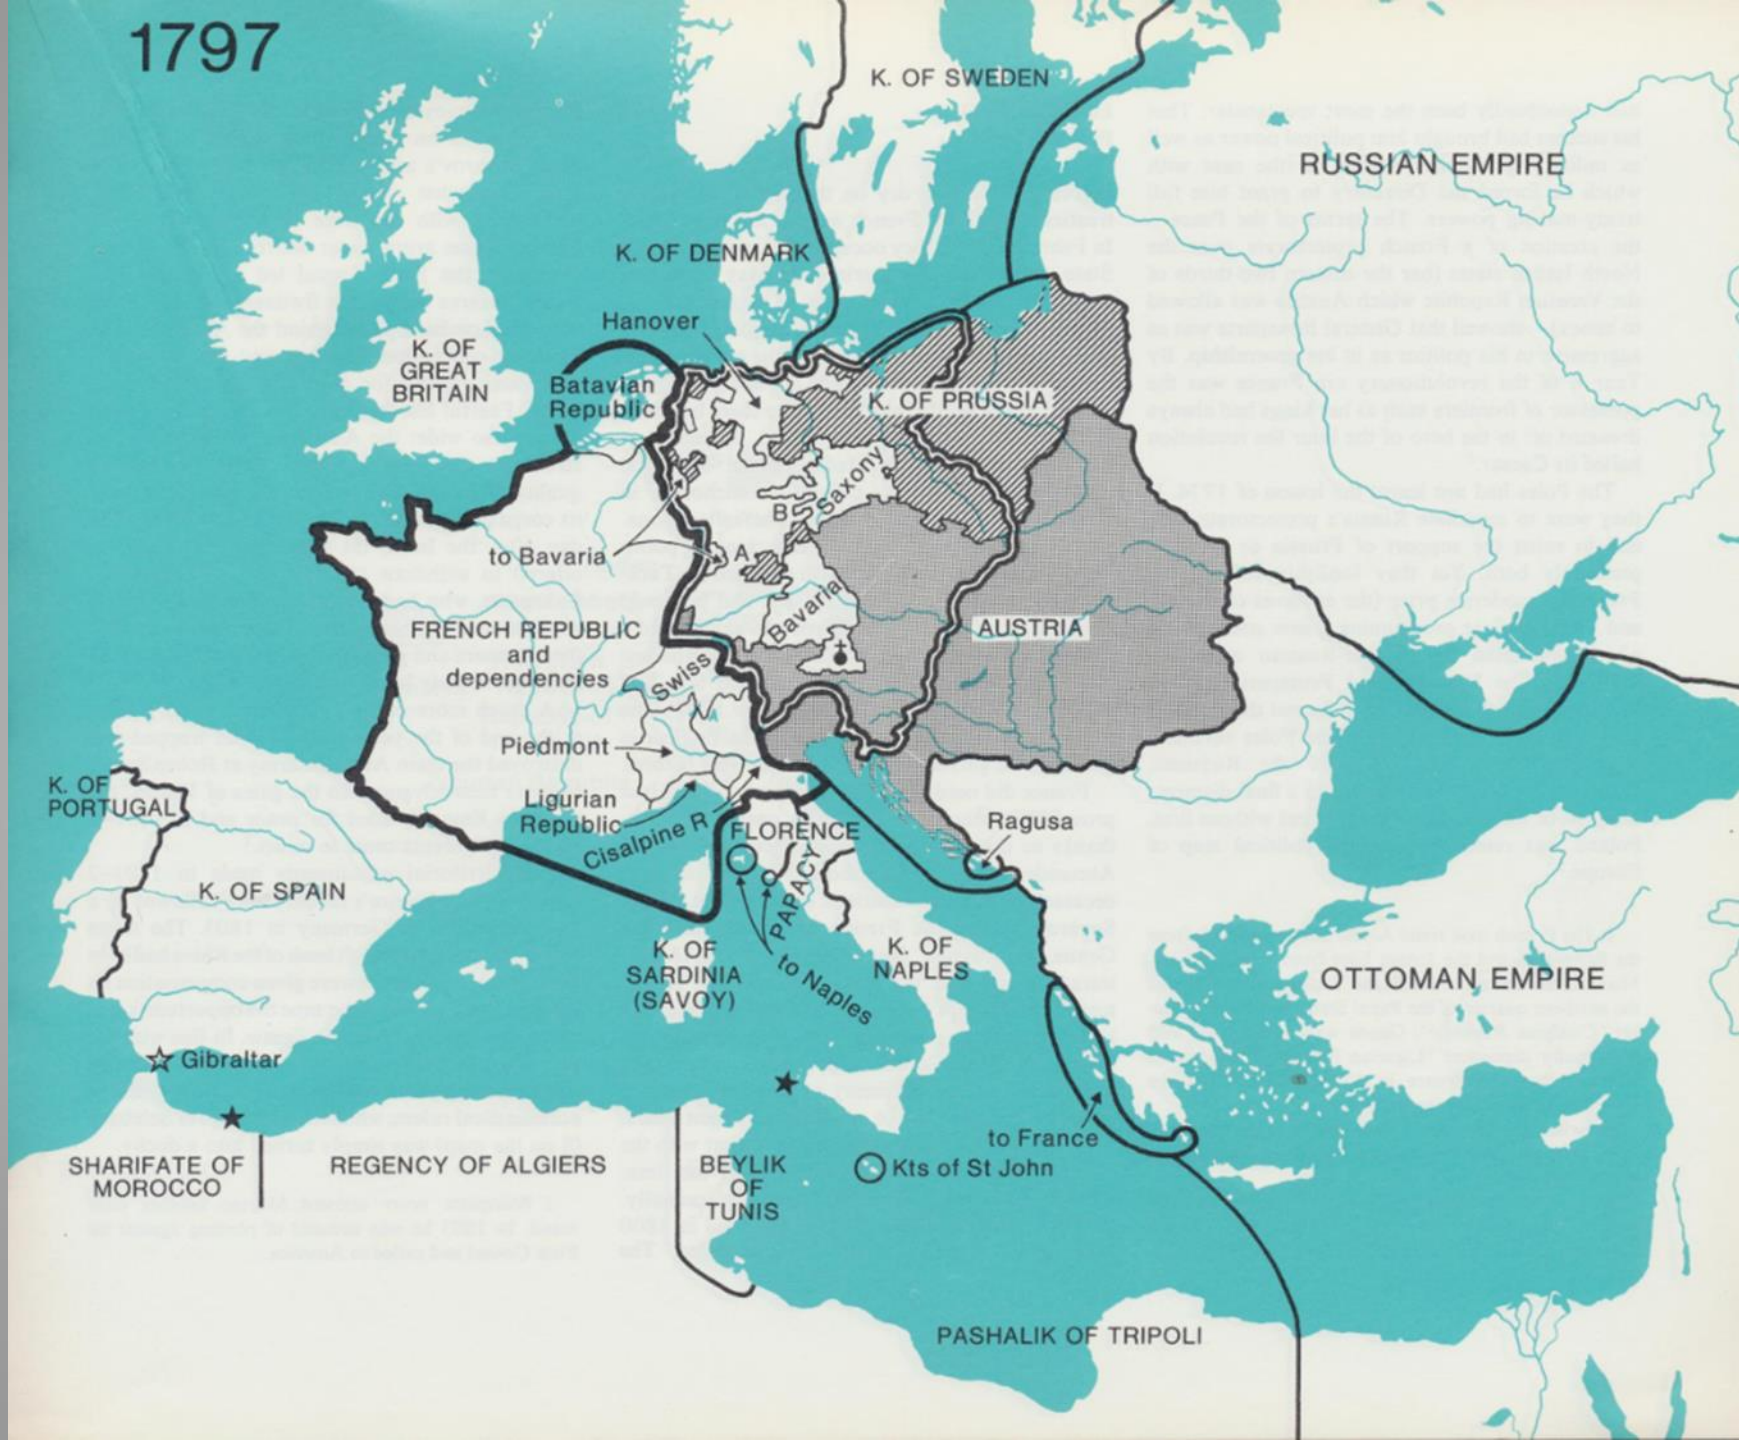 1797
K. OF SWEDEN
RUSSIAN EMPIRE
K. OF DENMARK
Hanover
K. OF
GREAT
BRITAIN
Batavian
Republic
K. OF PRUSSIA
Saxony
B
A
to Bavaria
Bavaria
FRENCH REPUBLIC
and
dependencies
AUSTRIA
Swiss
A
Piedmont
K. OF
PORTUGAL
Ligurian
Republic
Cisalpine R
FLORENCE
Ragusa
PAPACY
K. OF SPAIN
K. OF
SARDINIA
(SAVOY)
to Naples
K. OF
NAPLES
OTTOMAN EMPIRE
Gibraltar
to France
Kts of St John
SHARIFATE OF
MOROCCO
REGENCY OF ALGIERS
BEYLIK
OF
TUNIS
PASHALIK OF TRIPOLI